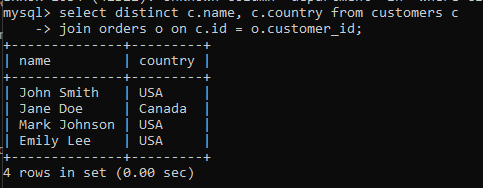 mysql> select distinct c.name, c.country from customers c
    -> join orders o on c.id = o.customer_id;
+--------------+---------+
| name         | country |
+--------------+---------+
| John Smith   | USA     |
| Jane Doe     | Canada  |
| Mark Johnson | USA     |
| Emily Lee    | USA     |
+--------------+---------+
4 rows in set (0.00 sec)